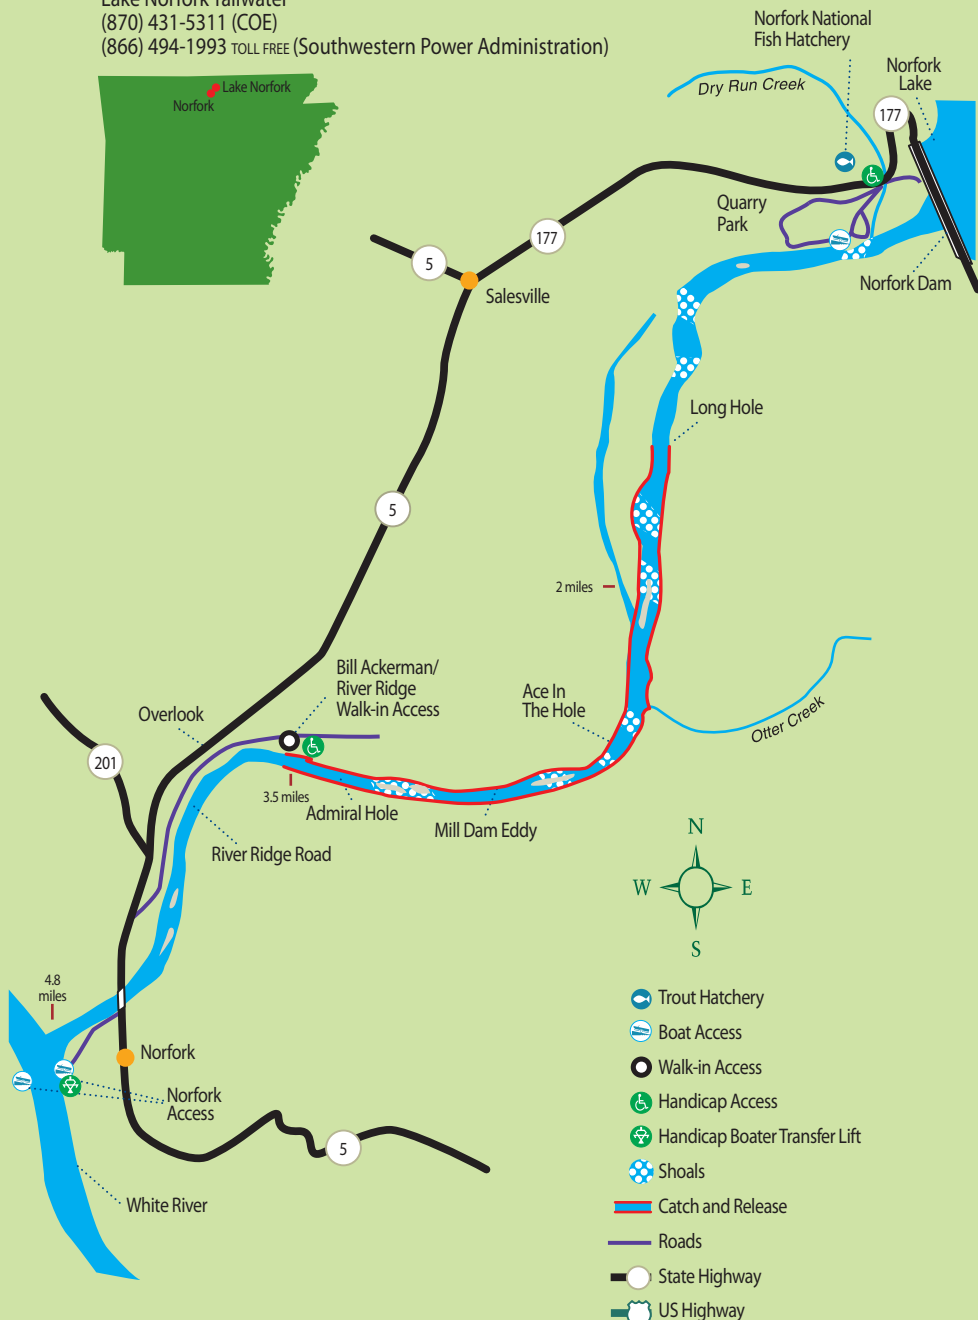 Lake Norfork Tailwater
(870) 431-5311 (COE)
(866) 494-1993 TOLL FREE (Southwestern Power Administration)
Lake Norfork
Norfork
Norfork National
Fish Hatchery
Norfork
Lake
Dry Run Creek
177
Quarry
Park
177
5
Salesville
Norfork Dam
Long Hole
5
2 miles
Bill Ackerman/
River Ridge
Walk-in Access
Ace In
The Hole
Otter Creek
Overlook
201
3.5 miles
Admiral Hole
Mill Dam Eddy
River Ridge Road
N
W
E
S
4.8
miles
Norfork
Norfork
Access
5
White River
Trout Hatchery
Boat Access
Walk-in Access
Handicap Access
Handicap Boater Transfer Lift
Shoals
Catch and Release
Roads
State Highway
US Highway